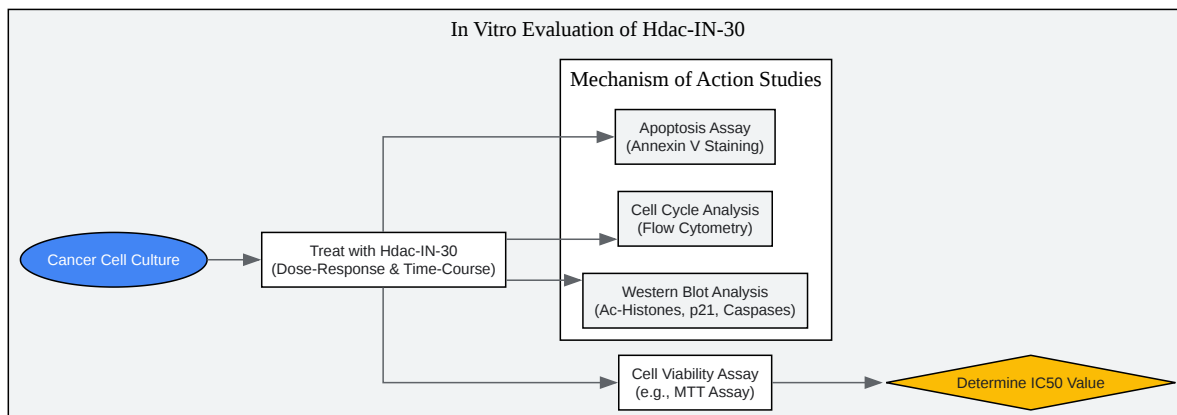 In Vitro Evaluation of Hdac-IN-30
Mechanism of Action Studies
Apoptosis Assay
(Annexin V Staining)
Cell Cycle Analysis
(Flow Cytometry)
Cancer Cell Culture
Treat with Hdac-IN-30
(Dose-Response & Time-Course)
Western Blot Analysis
(Ac-Histones, p21, Caspases)
Cell Viability Assay
(e.g., MTT Assay)
Determine IC50 Value